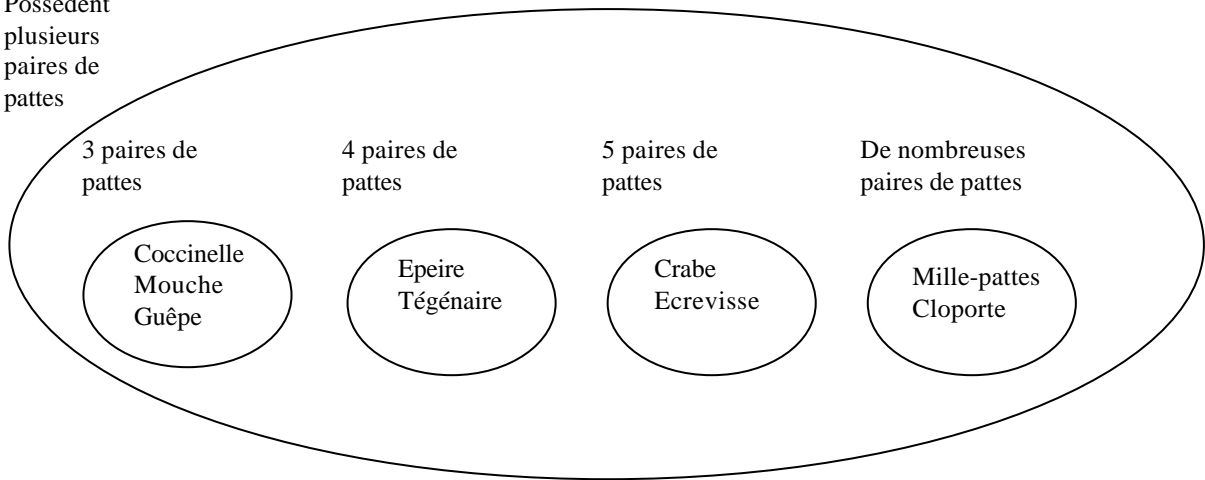 Possèdent
plusieurs
paires de
pattes
3 paires de
pattes
4 paires de
pattes
5 paires de
pattes
De nombreuses
paires de pattes
Coccinelle
Mouche
Guêpe
Epeire
Tégénaire
Crabe
Ecrevisse
Mille-pattes
Cloporte